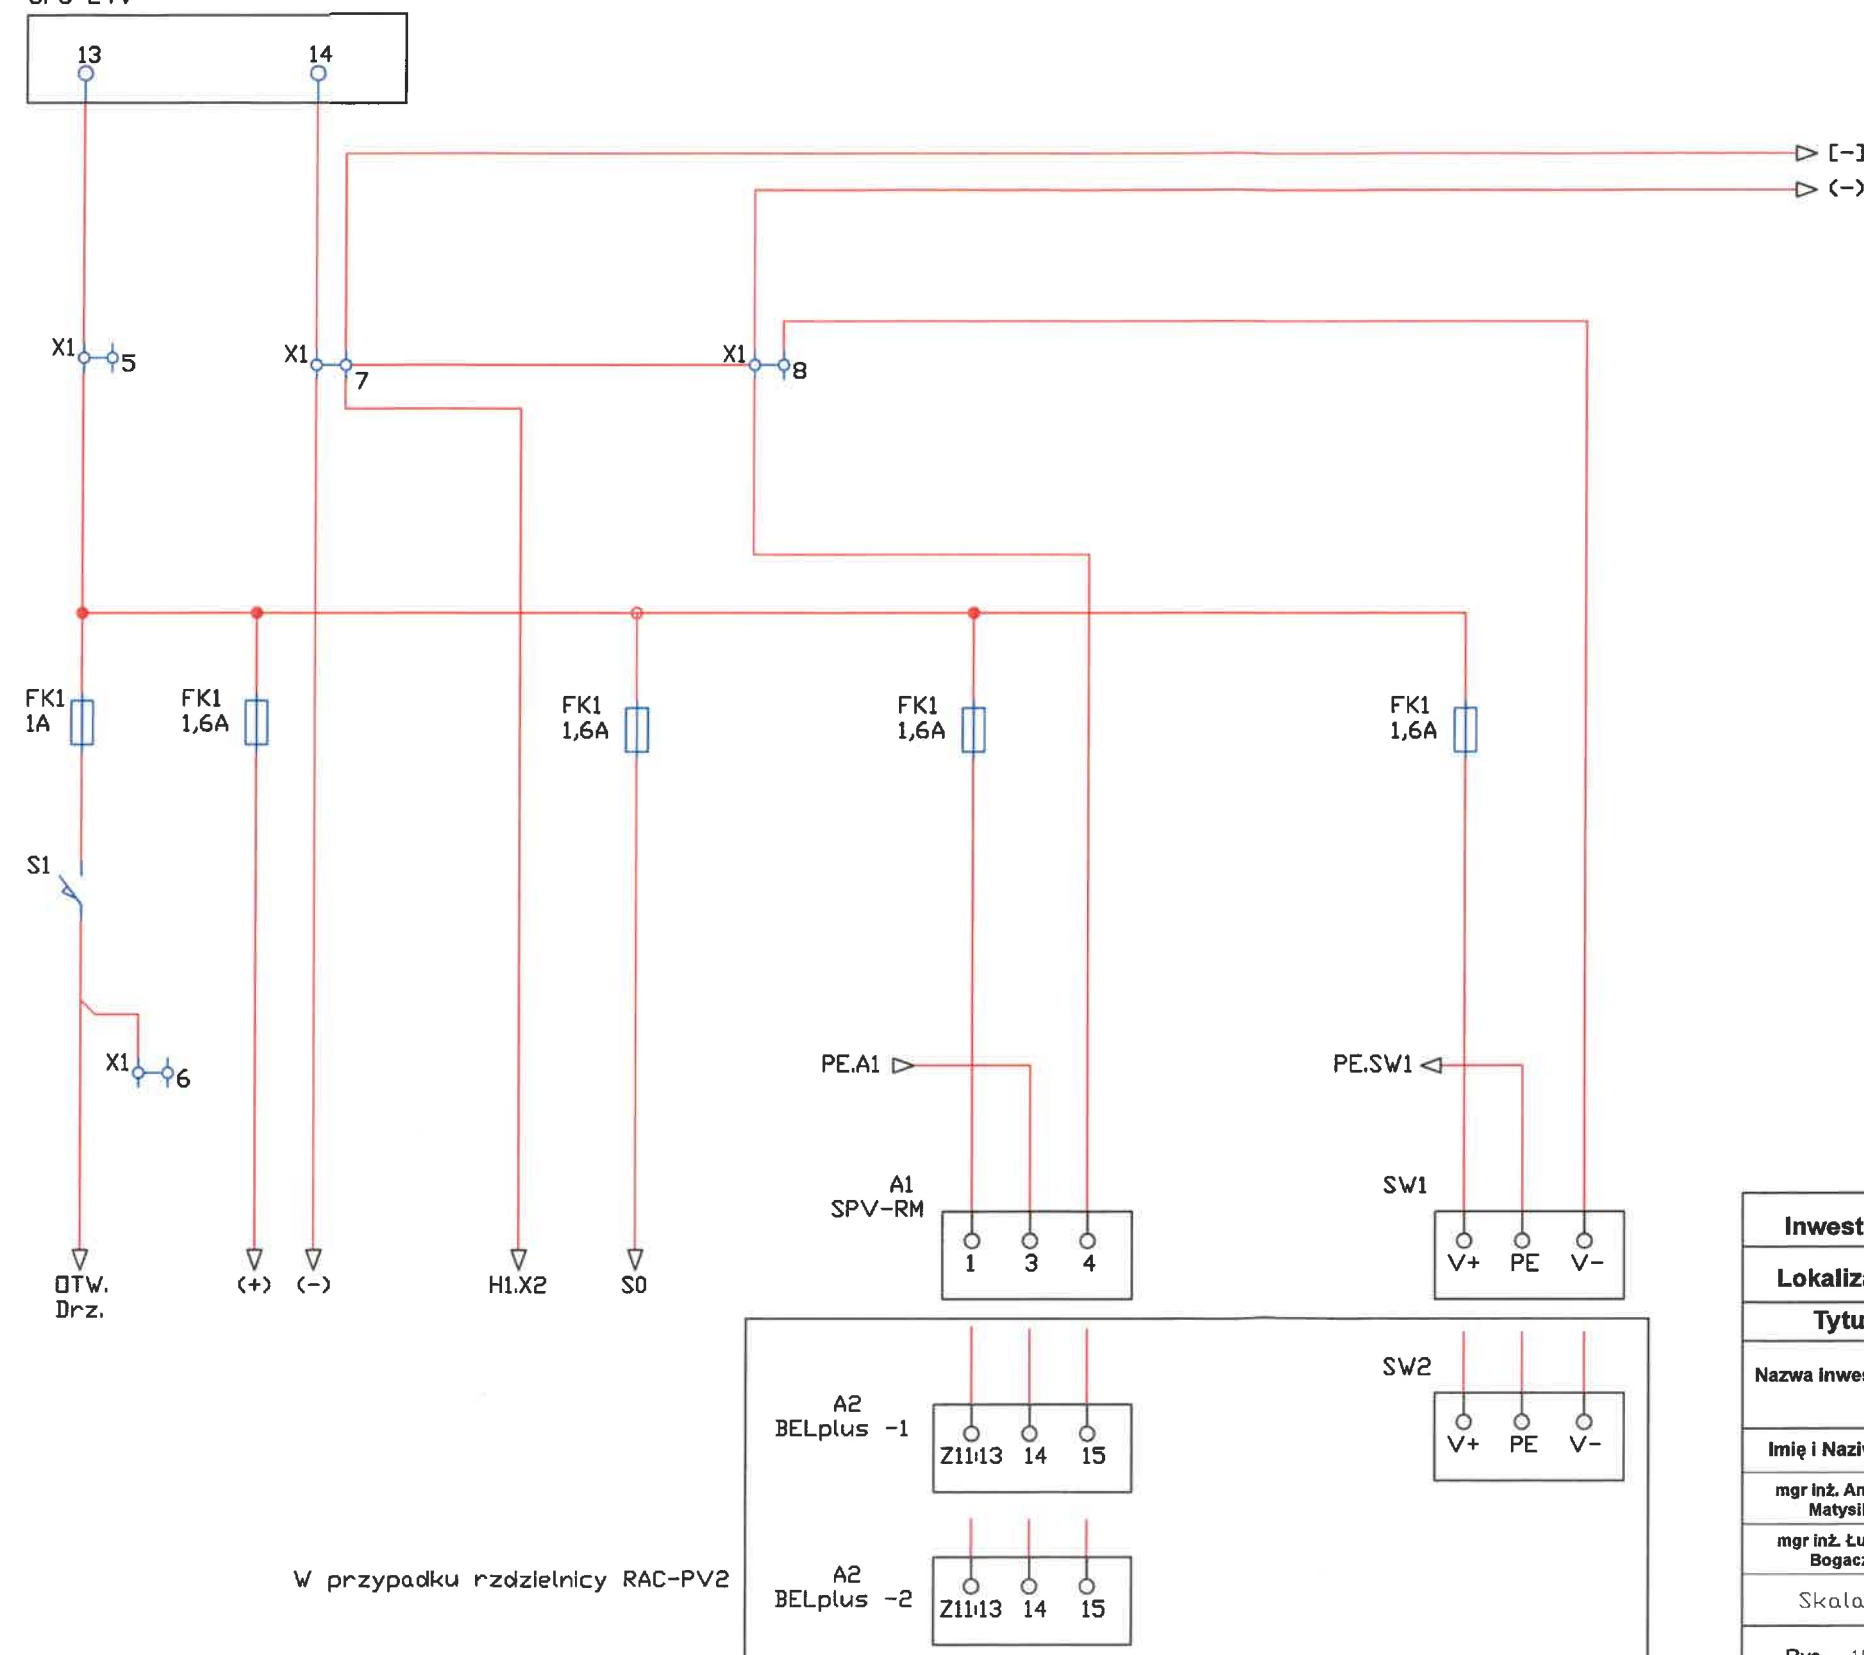 13
14
[-]
(-)
X1
5
X1
7
X1
8
FK1
1A
FK1
1,6A
FK1
1,6A
FK1
1,6A
FK1
1,6A
S1
X1
6
PE.A1
PE.SW1
A1
SPV-RM
SW1
1
3
4
V+
PE
V-
OTW.
Drz.
(+)
(-)
H1.X2
S0
A2
BELplus -1
Z11:13
14
15
SW2
V+
PE
V-
W przypadku rzdzielnicy RAC-PV2
A2
BELplus -2
Z11:13
14
15
Inwest
Lokaliza
Tytu
Nazwa inwes
Imię i Nazi
mgr inż. An
Matysi
mgr inż. Łu
Bogac
Skala